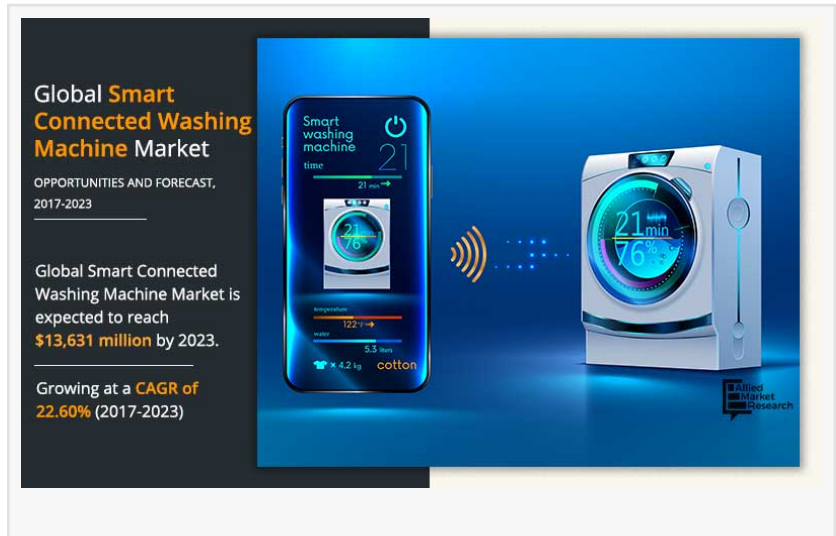 Global Smart
Connected Washing
Machine Market
OPPORTUNITIES AND FORECAST,
2017-2023
Global Smart Connected
Washing Machine Market is
expected to reach
$13,631 million by 2023.
Growing at a CAGR of
22.60% (2017-2023)
Smart
washing
machine
21
time
21 min
21 min
76%
temperature
122°F
water
5.3 liters
× 4.2 kg
cotton
21 min
76%
Allied
Market
Research